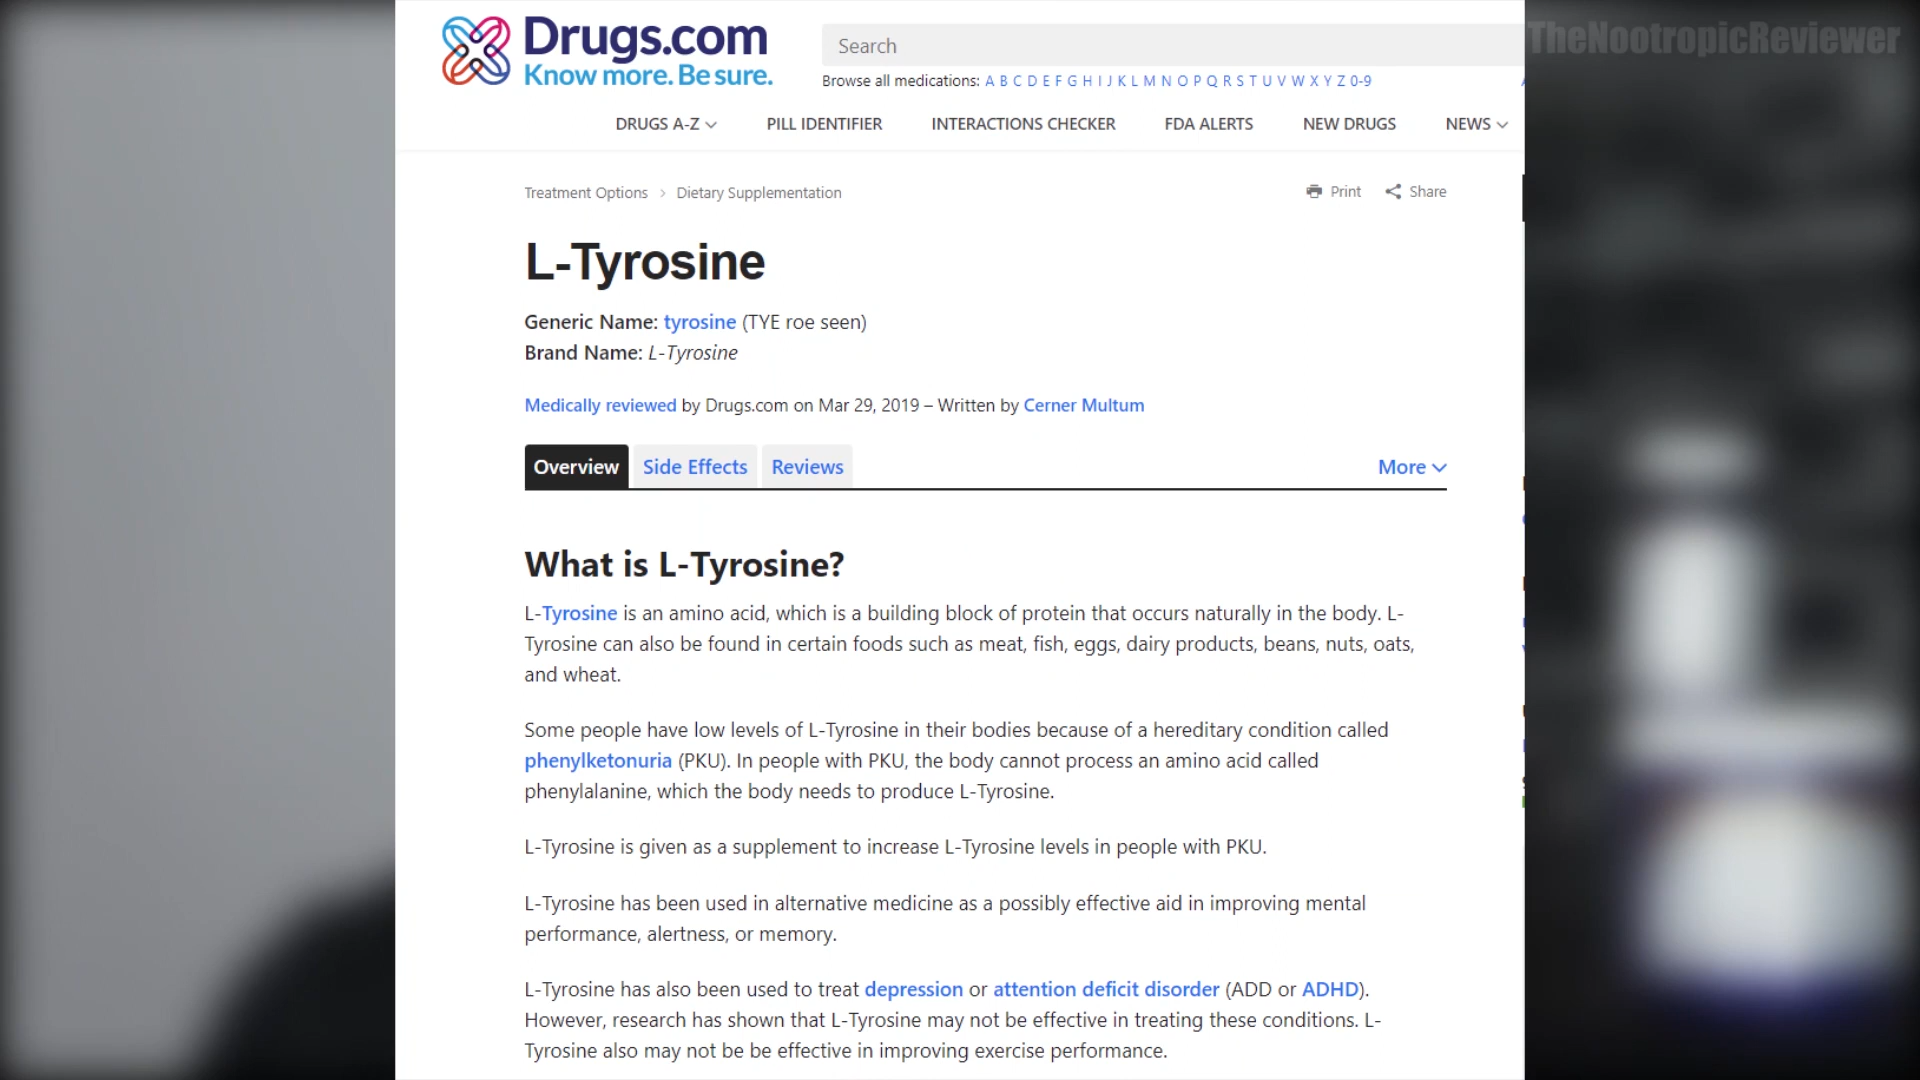 Drugs.com
Know more. Be sure.
Search
TheNootropicReviewer
Browse all medications: A B C D E F G H I J K L M N O P Q R S T U V W X Y Z 0-9
DRUGS A-Z
PILL IDENTIFIER
INTERACTIONS CHECKER
FDA ALERTS
NEW DRUGS
NEWS
Treatment Options > Dietary Supplementation
Print
Share
L-Tyrosine
Generic Name: tyrosine (TYE roe seen)
Brand Name: L-Tyrosine
Medically reviewed by Drugs.com on Mar 29, 2019 – Written by Cerner Multum
Overview
Side Effects
Reviews
More
What is L-Tyrosine?
L-Tyrosine is an amino acid, which is a building block of protein that occurs naturally in the body. L-
Tyrosine can also be found in certain foods such as meat, fish, eggs, dairy products, beans, nuts, oats,
and wheat.
Some people have low levels of L-Tyrosine in their bodies because of a hereditary condition called
phenylketonuria (PKU). In people with PKU, the body cannot process an amino acid called
phenylalanine, which the body needs to produce L-Tyrosine.
L-Tyrosine is given as a supplement to increase L-Tyrosine levels in people with PKU.
L-Tyrosine has been used in alternative medicine as a possibly effective aid in improving mental
performance, alertness, or memory.
L-Tyrosine has also been used to treat depression or attention deficit disorder (ADD or ADHD).
However, research has shown that L-Tyrosine may not be effective in treating these conditions. L-
Tyrosine also may not be be effective in improving exercise performance.